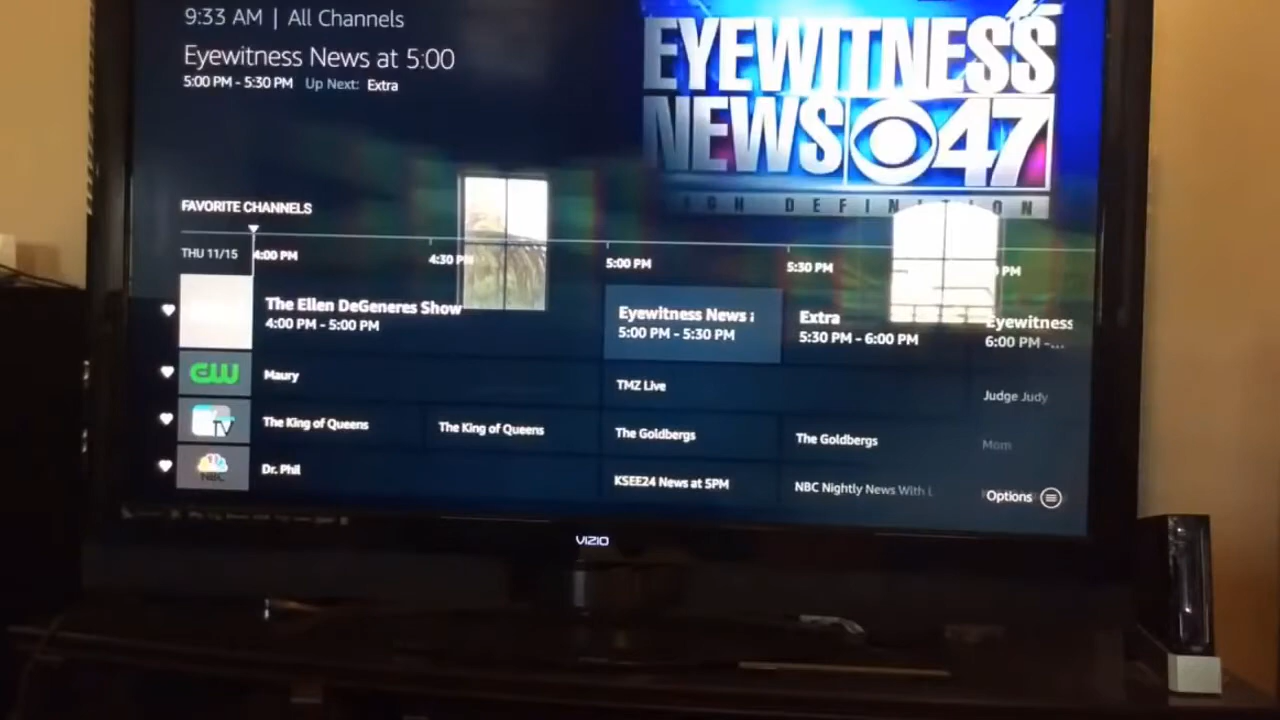 9:33 AM | All Channels
Eyewitness News at 5:00
5:00 PM - 5:30 PM Up Next: Extra
EYEWITNESS
NEWS 47
HIGH DEFINITION
FAVORITE CHANNELS
THU 11/15 4:00 PM 4:30 PM 5:00 PM 5:30 PM PM
The Ellen DeGeneres Show Eyewitness News Extra Eyewitness
4:00 PM - 5:00 PM 5:00 PM - 5:30 PM 5:30 PM - 6:00 PM 6:00 PM -...
CW Maury TMZ Live Judge Judy
TV The King of Queens The King of Queens The Goldbergs The Goldbergs Mom
NBC Dr. Phil KSEE24 News at 5PM NBC Nightly News With L Options
VIZIO